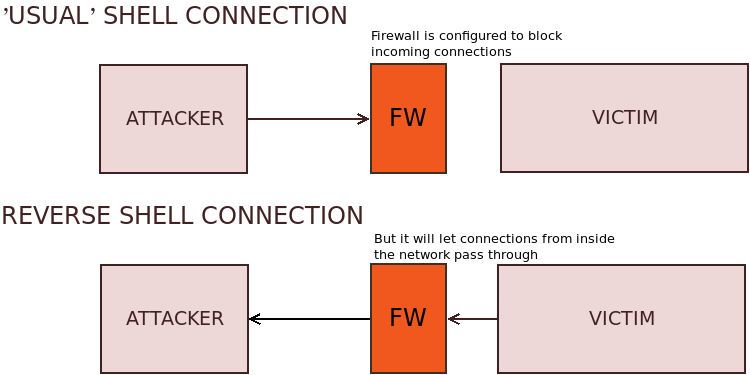 ’USUAL’ SHELL CONNECTION
Firewall is configured to block
incoming connections
ATTACKER
FW
VICTIM
REVERSE SHELL CONNECTION
But it will let connections from inside
the network pass through
ATTACKER
FW
VICTIM